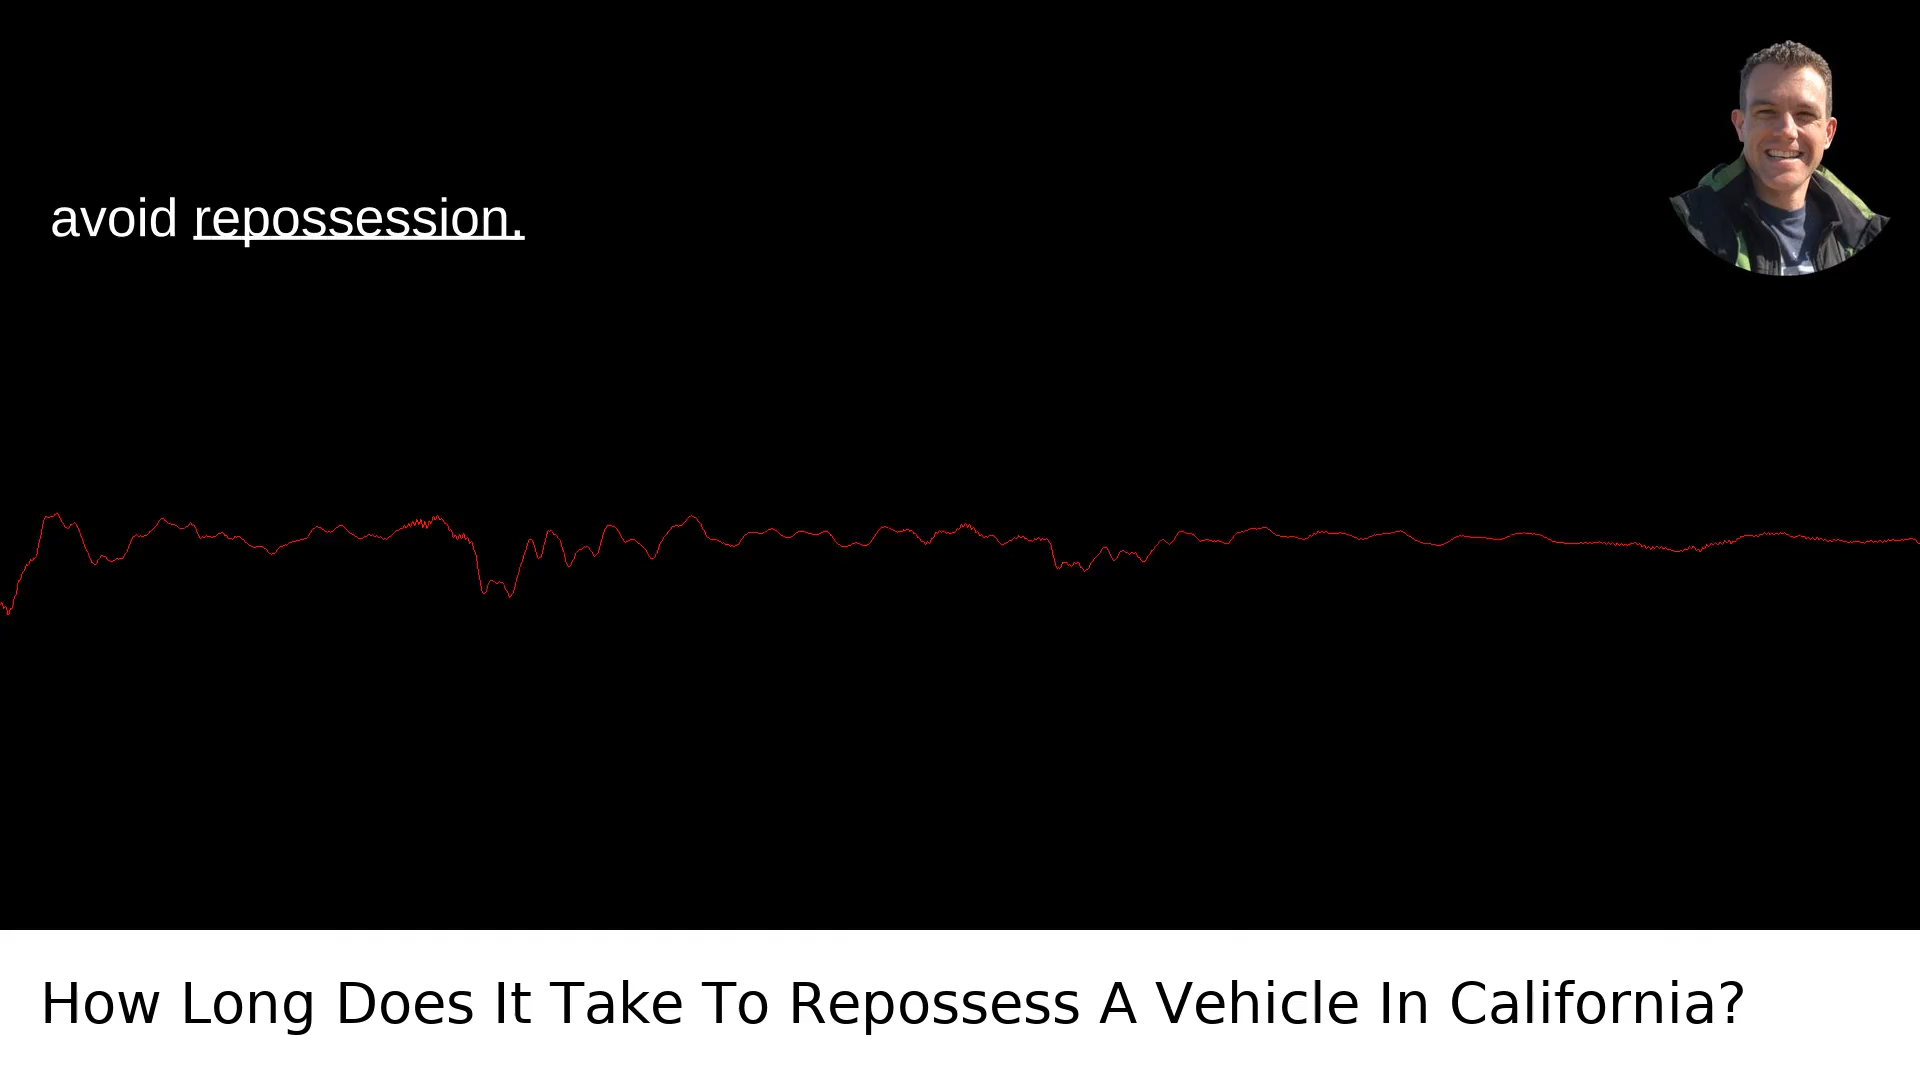 avoid repossession.
How Long Does It Take To Repossess A Vehicle In California?